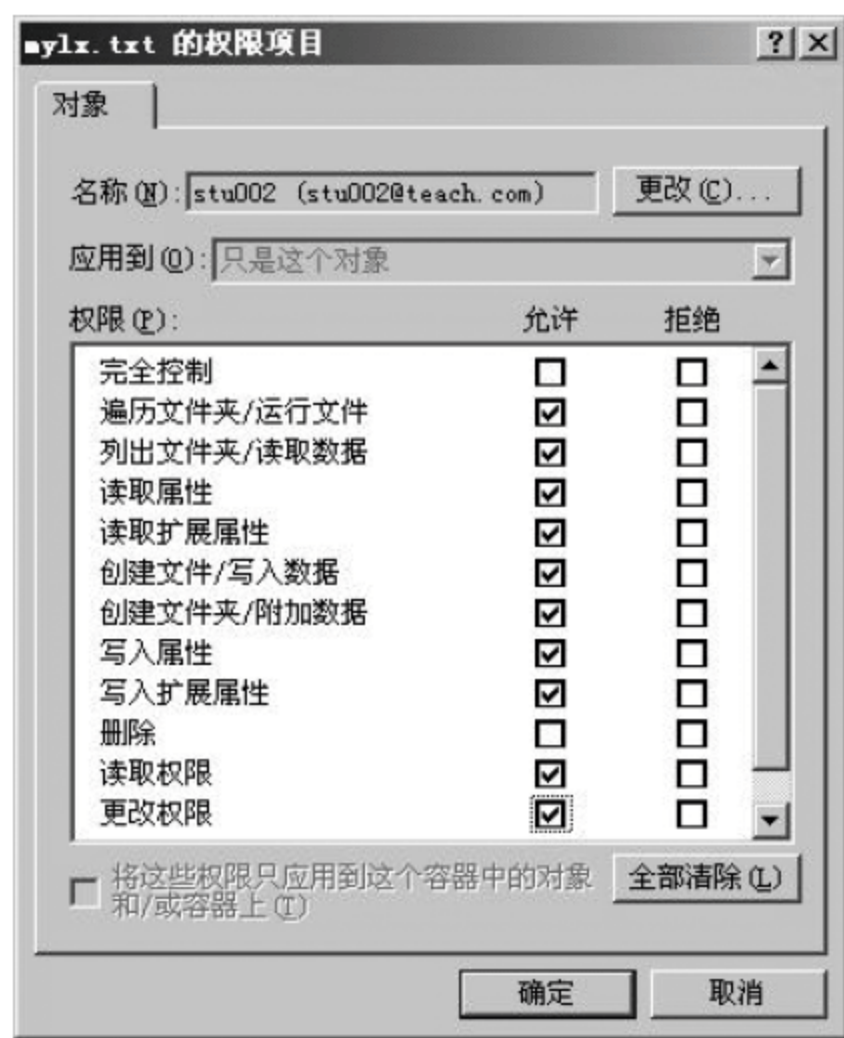 mylx.txt 的权限项目
对象
名称(N): stu002 (stu002@teach.com) 更改(C)...
应用到(O): 只是这个对象
权限(P): 允许 拒绝
完全控制
遍历文件夹/运行文件
列出文件夹/读取数据
读取属性
读取扩展属性
创建文件/写入数据
创建文件夹/附加数据
写入属性
写入扩展属性
删除
读取权限
更改权限
将这些权限只应用到这个容器中的对象 全部清除(L)
和/或容器上(T)
确定 取消